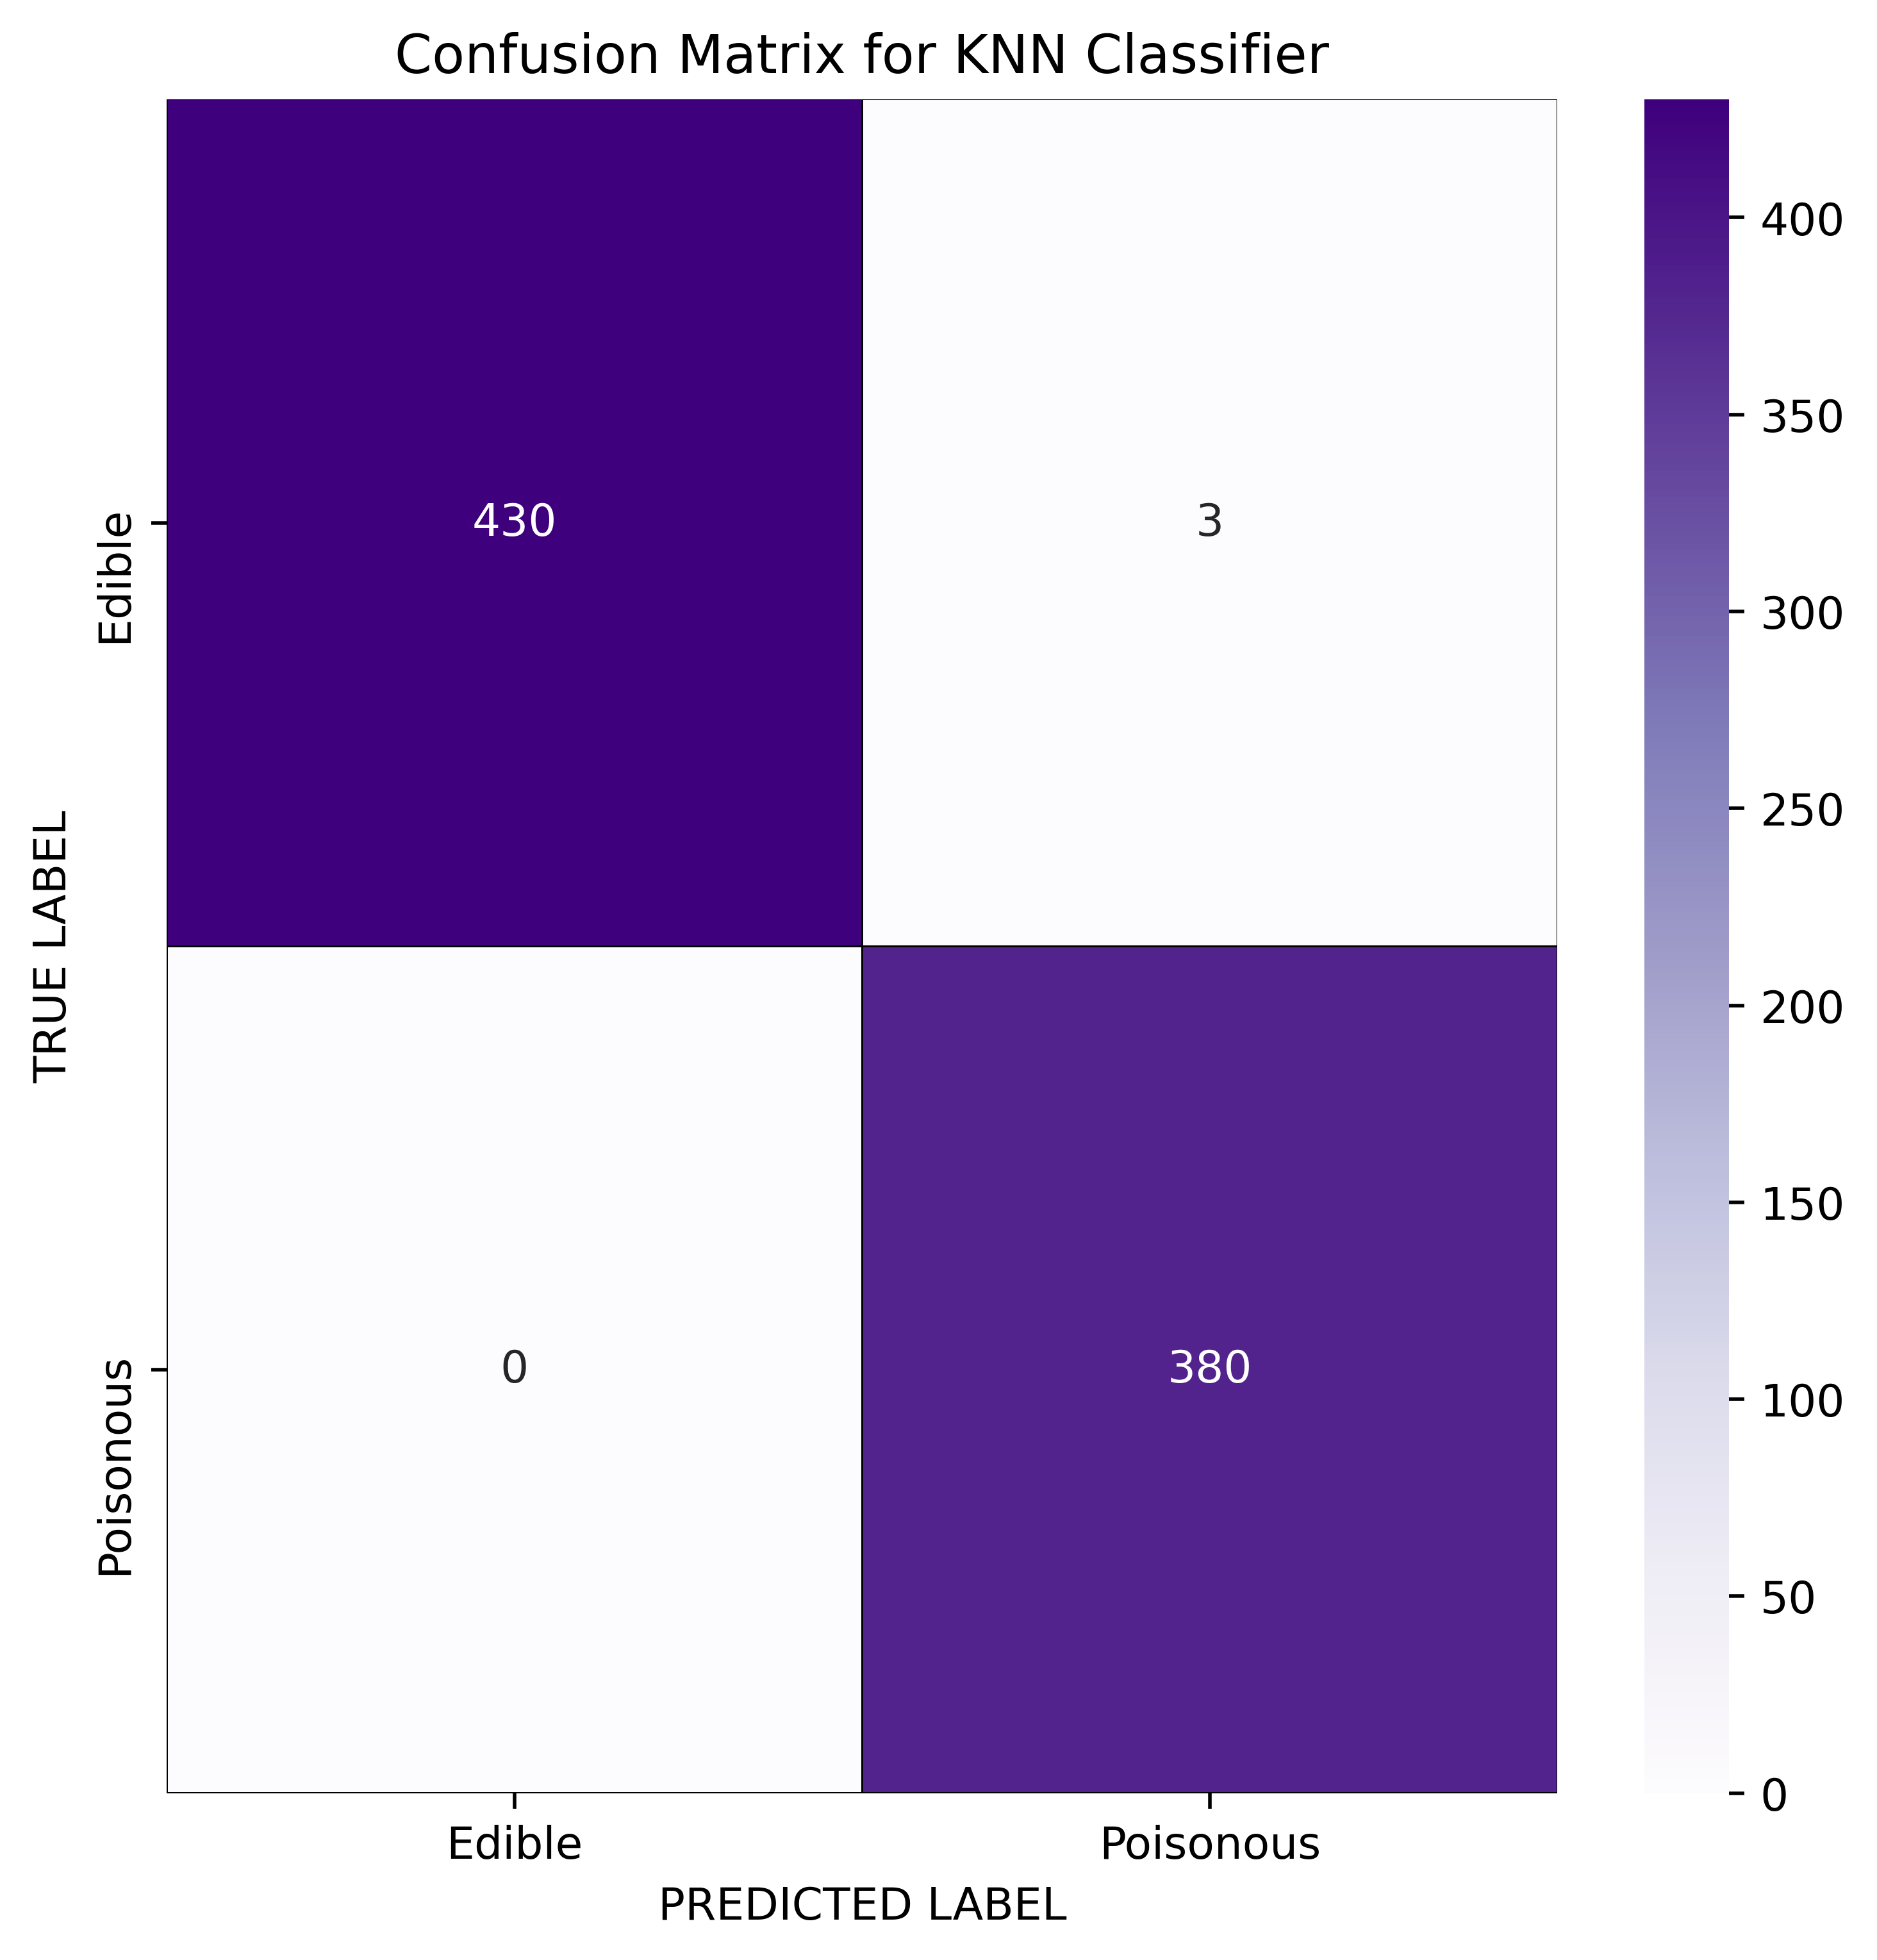 Confusion Matrix for KNN Classifier
TRUE LABEL
Edible
Poisonous
430
3
0
380
Edible
Poisonous
PREDICTED LABEL
400
350
300
250
200
150
100
50
0